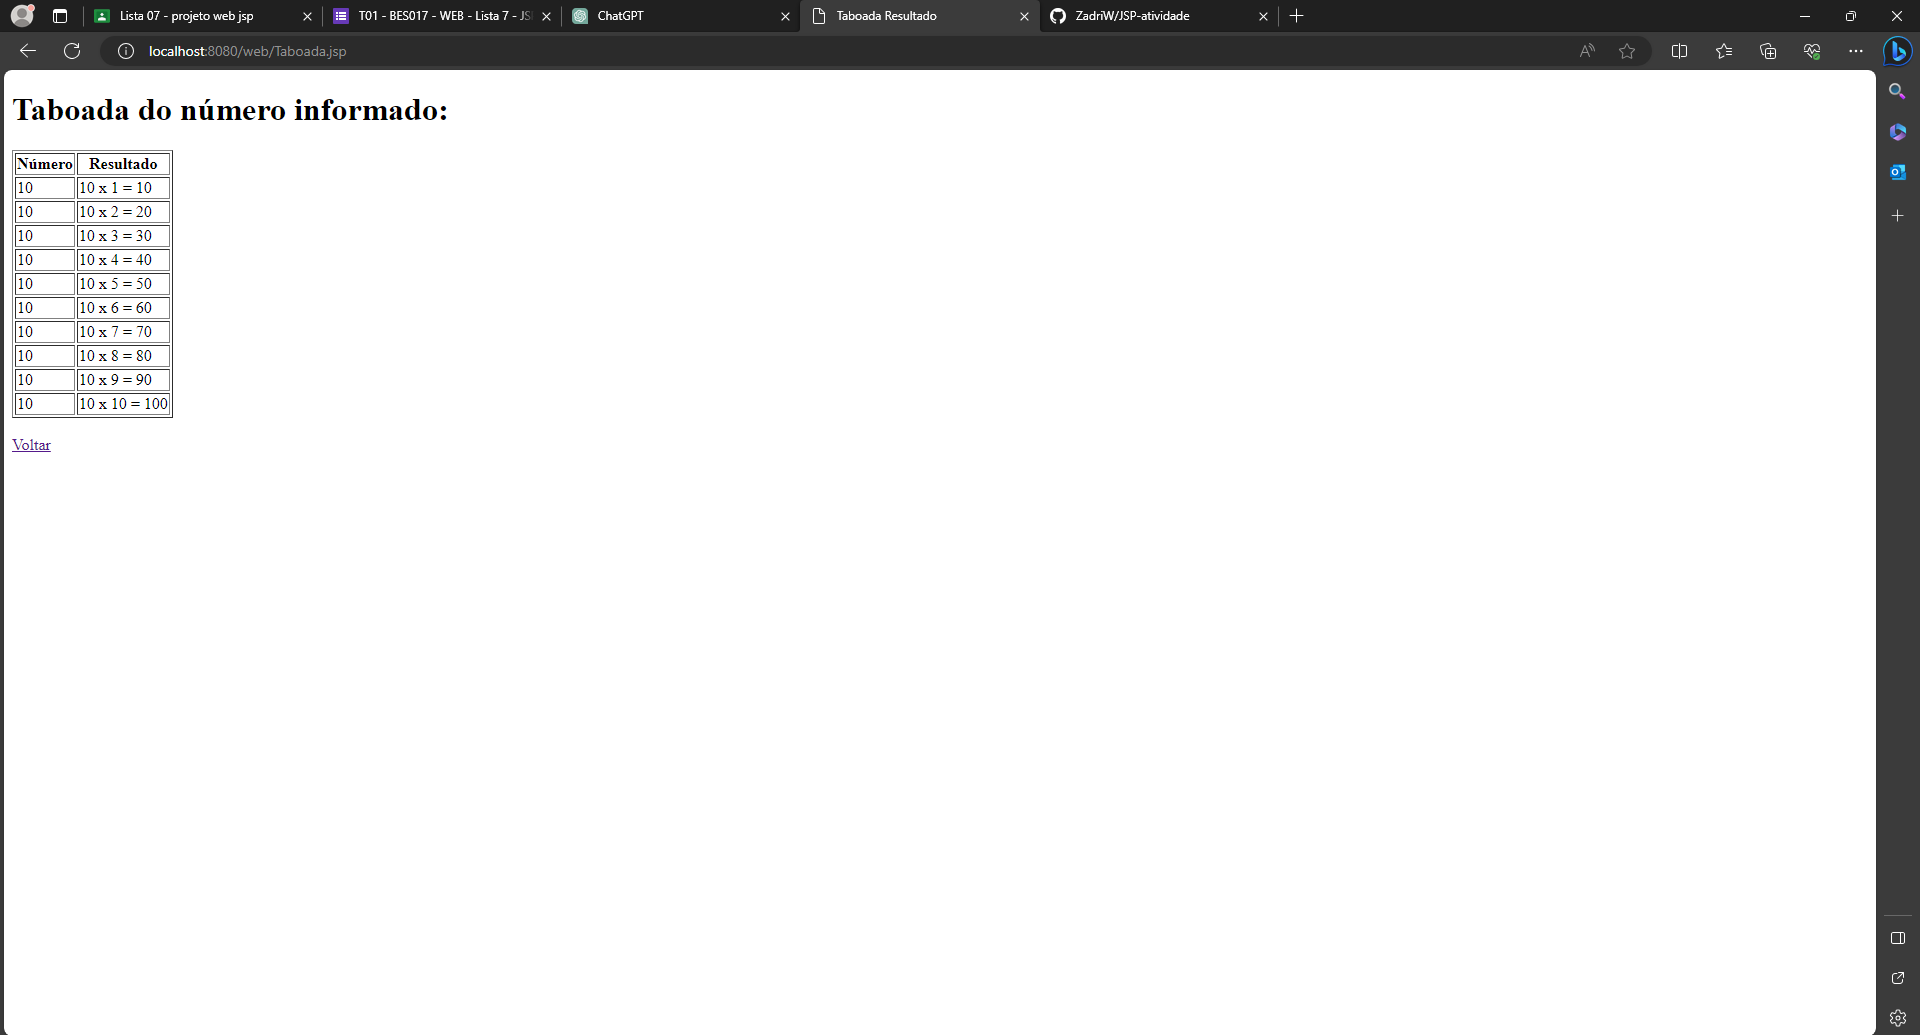 Lista 07 - projeto web jsp
T01 - BES017 - WEB - Lista 7 - JS
ChatGPT
Taboada Resultado
ZadriW/JSP-atividade
localhost:8080/web/Taboada.jsp
Taboada do número informado:
Número Resultado
10 10 x 1 = 10
10 10 x 2 = 20
10 10 x 3 = 30
10 10 x 4 = 40
10 10 x 5 = 50
10 10 x 6 = 60
10 10 x 7 = 70
10 10 x 8 = 80
10 10 x 9 = 90
10 10 x 10 = 100
Voltar